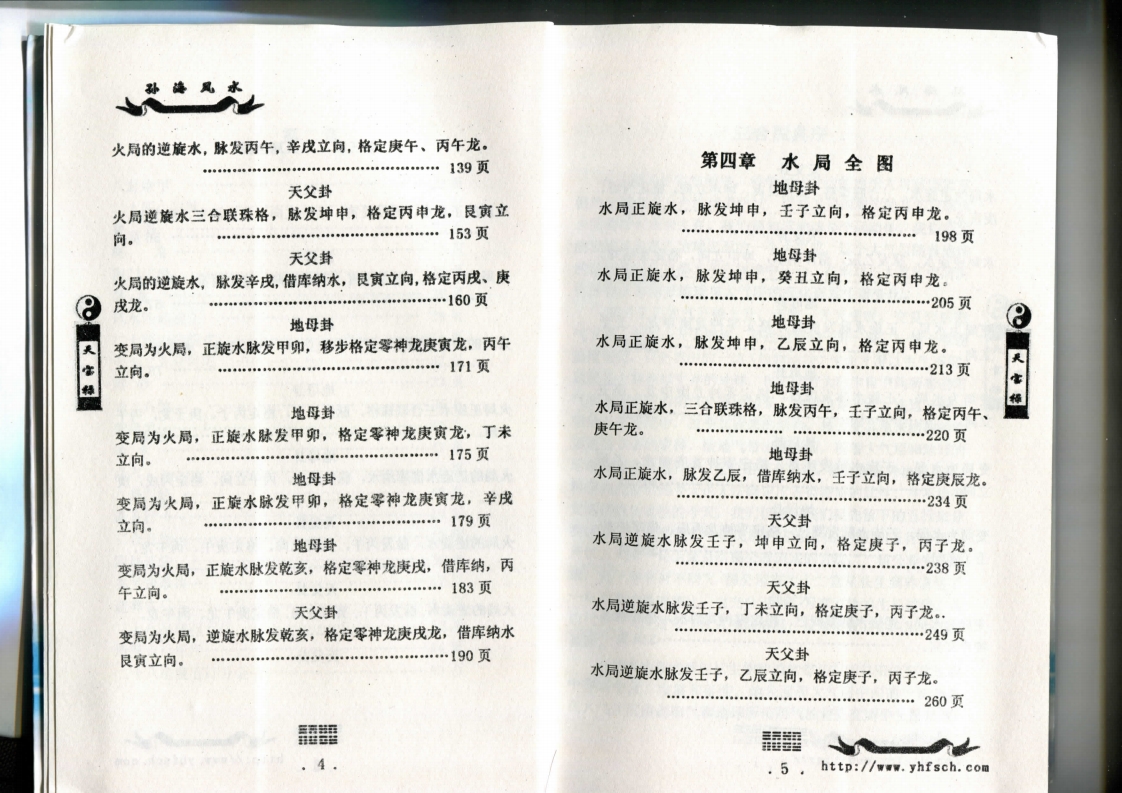 孙海风水
火局的逆旋水，脉发丙午，辛戌立向，格定庚午、丙午龙。
………………………………… 139 页
天父卦
火局逆旋水三合联珠格，脉发坤申，格定丙申龙，艮寅立
向。 ………………………………… 153 页
天父卦
火局的逆旋水，脉发辛戌，借库纳水，艮寅立向，格定丙戌、庚
戌龙。 …………………………………160 页
地母卦
变局为火局，正旋水脉发甲卯，移步格定零神龙庚寅龙，丙午
立向。 ………………………………… 171 页
地母卦
变局为火局，正旋水脉发甲卯，格定零神龙庚寅龙，丁未
立向。 ………………………………… 175 页
地母卦
变局为火局，正旋水脉发甲卯，格定零神龙庚寅龙，辛戌
立向。 ………………………………… 179 页
地母卦
变局为火局，正旋水脉发乾亥，格定零神龙庚戌，借库纳，丙
午立向。 ………………………………… 183 页
天父卦
变局为火局，逆旋水脉发乾亥，格定零神龙庚戌龙，借库纳水
艮寅立向。 …………………………………190 页
天宝禄
. 4 .
第四章 水局全图
地母卦
水局正旋水，脉发坤申，壬子立向，格定丙申龙。
………………………………… 198 页
地母卦
水局正旋水，脉发坤申，癸丑立向，格定丙申龙。
…………………………………205 页
地母卦
水局正旋水，脉发坤申，乙辰立向，格定丙申龙。
…………………………………213 页
地母卦
水局正旋水，三合联珠格，脉发丙午，壬子立向，格定丙午、
庚午龙。 ………………………………220 页
地母卦
水局正旋水，脉发乙辰，借库纳水，壬子立向，格定庚辰龙。
…………………………………234 页
天父卦
水局逆旋水脉发壬子，坤申立向，格定庚子，丙子龙。
…………………………………238 页
天父卦
水局逆旋水脉发壬子，丁未立向，格定庚子，丙子龙。.
…………………………………249 页
天父卦
水局逆旋水脉发壬子，乙辰立向，格定庚子，丙子龙。
………………………………… 260 页
天宝禄
. 5 .
http://www.yhfsch.com